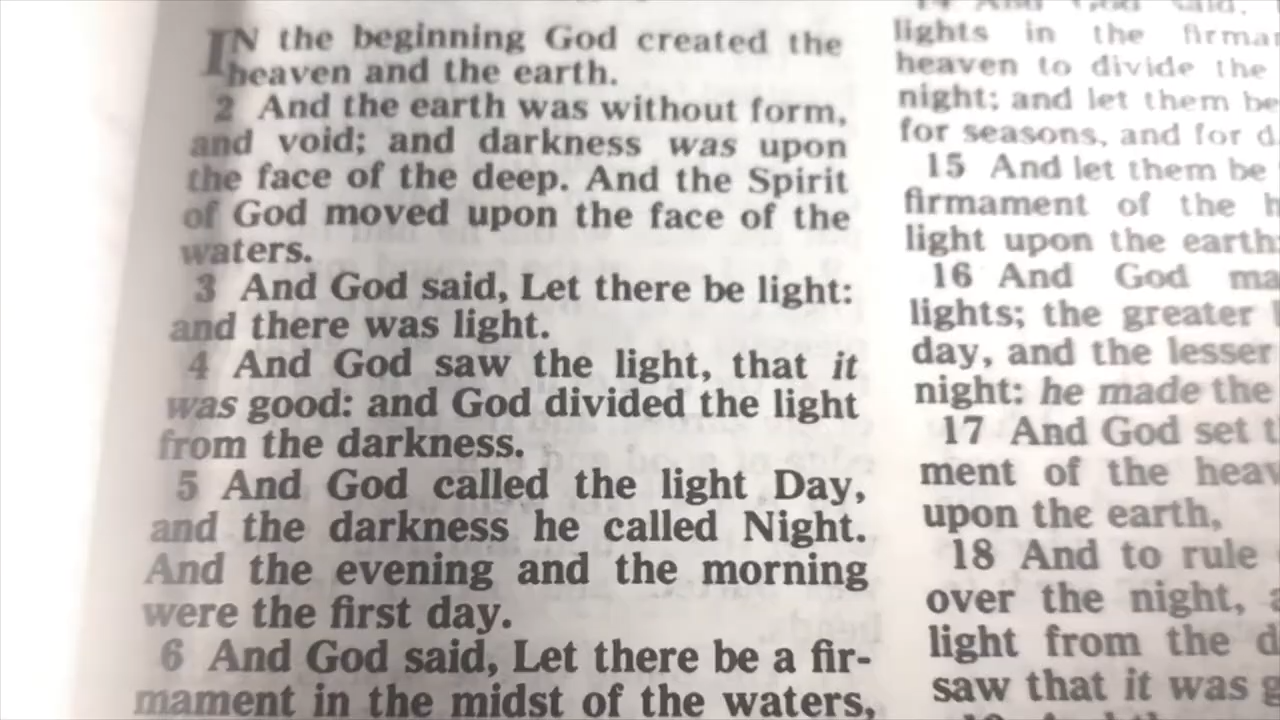 IN the beginning God created the
heaven and the earth.
2 And the earth was without form,
and void; and darkness was upon
the face of the deep. And the Spirit
of God moved upon the face of the
waters.
3 And God said, Let there be light:
and there was light.
4 And God saw the light, that it
was good: and God divided the light
from the darkness.
5 And God called the light Day,
and the darkness he called Night.
And the evening and the morning
were the first day.
6 And God said, Let there be a fir-
mament in the midst of the waters,
14 And God said,
lights in the
heaven to divide the
night; and let them be
for seasons, and for
15 And let them be
firmament of the
light upon the earth
16 And God
lights; the greater
day, and the lesser
night: he made the
17 And God set
ment of the
upon the earth,
18 And to rule
over the night,
light from the
saw that it was